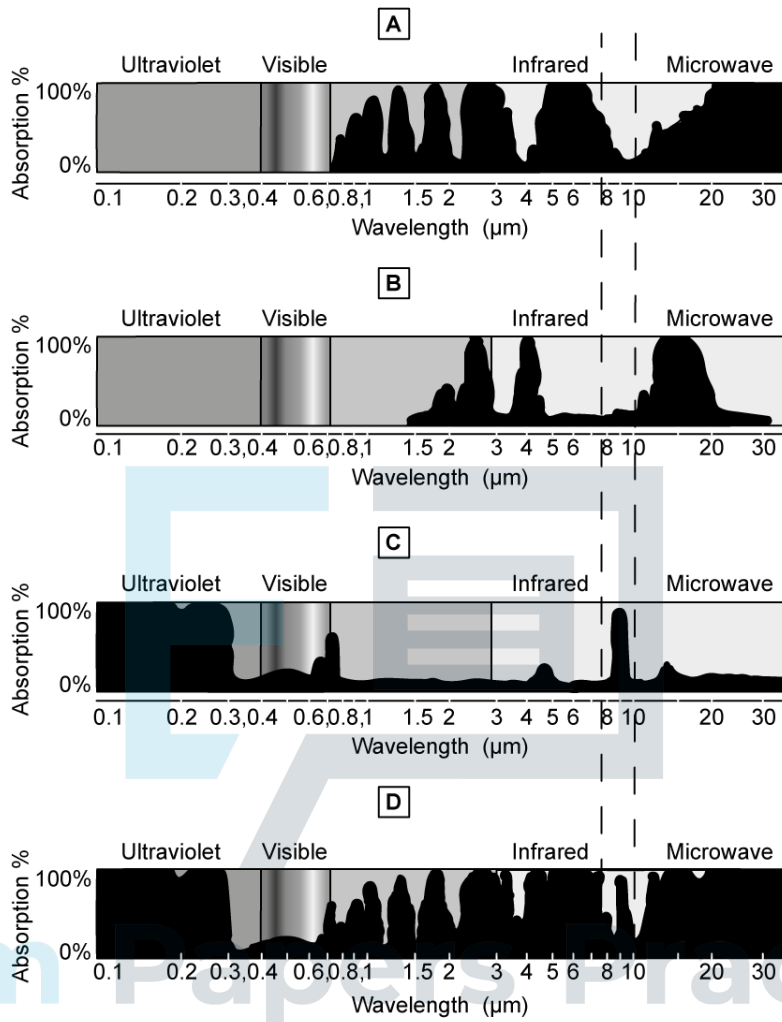 A
Ultraviolet Visible Infrared Microwave
Absorption %
100%
0%
0.1 0.2 0.3,0.4 0.6,0.8,1 1.5 2 3 4 5 6 8 10 20 30
Wavelength (µm)
B
Ultraviolet Visible Infrared Microwave
Absorption %
100%
0%
0.1 0.2 0.3,0.4 0.6,0.8,1 1.5 2 3 4 5 6 8 10 20 30
Wavelength (µm)
C
Ultraviolet Visible Infrared Microwave
Absorption %
100%
0%
0.1 0.2 0.3,0.4 0.6,0.8,1 1.5 2 3 4 5 6 8 10 20 30
Wavelength (µm)
D
Ultraviolet Visible Infrared Microwave
Absorption %
100%
0%
0.1 0.2 0.3,0.4 0.6,0.8,1 1.5 2 3 4 5 6 8 10 20 30
Wavelength (µm)
Papers